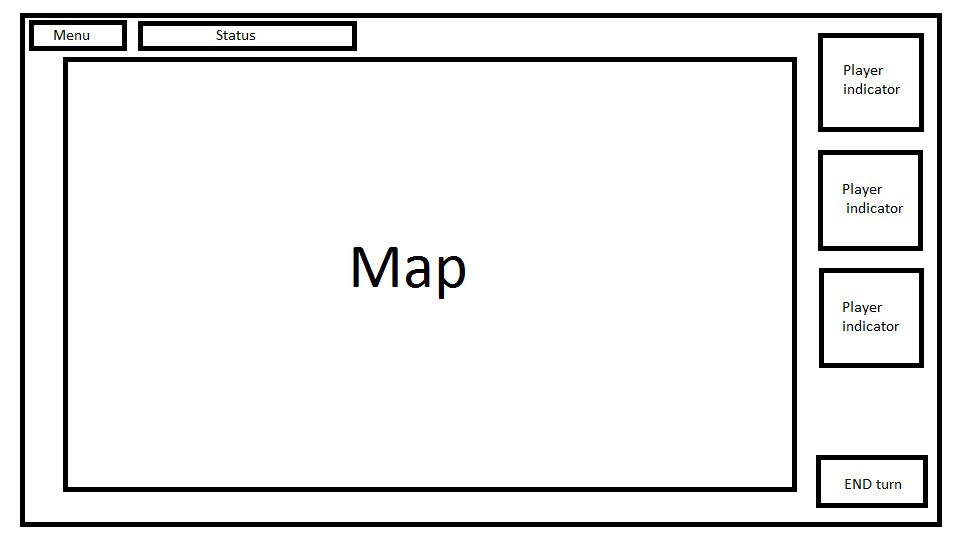 Menu
Status
Player
indicator
Map
Player
indicator
Player
indicator
END turn